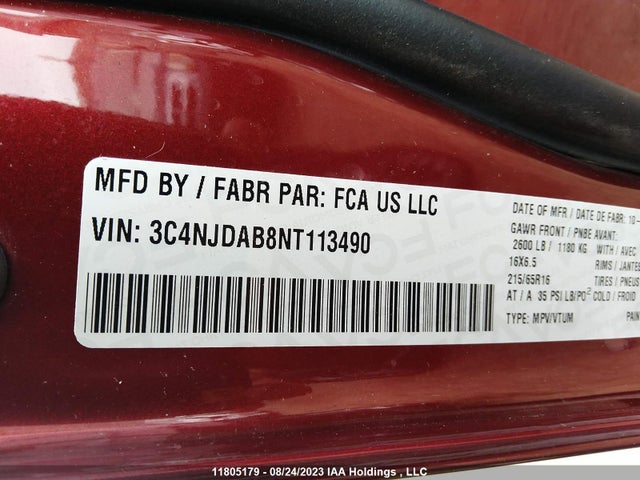 MFD BY / FABR PAR: FCA US LLC
VIN: 3C4NJDAB8NT113490
DATE OF MFR / DATE DE FABR: 10-
GAWR FRONT / PNBE AVANT:
2600 LB / 1180 KG WITH / AVEC
16X6.5 RIMS / JANTES
215/65R16 TIRES / PNEUS
AT / A 35 PSI LB/PO² COLD / FROID
TYPE: MPV/VTUM PAIN
11805179 - 08/24/2023 IAA Holdings , LLC